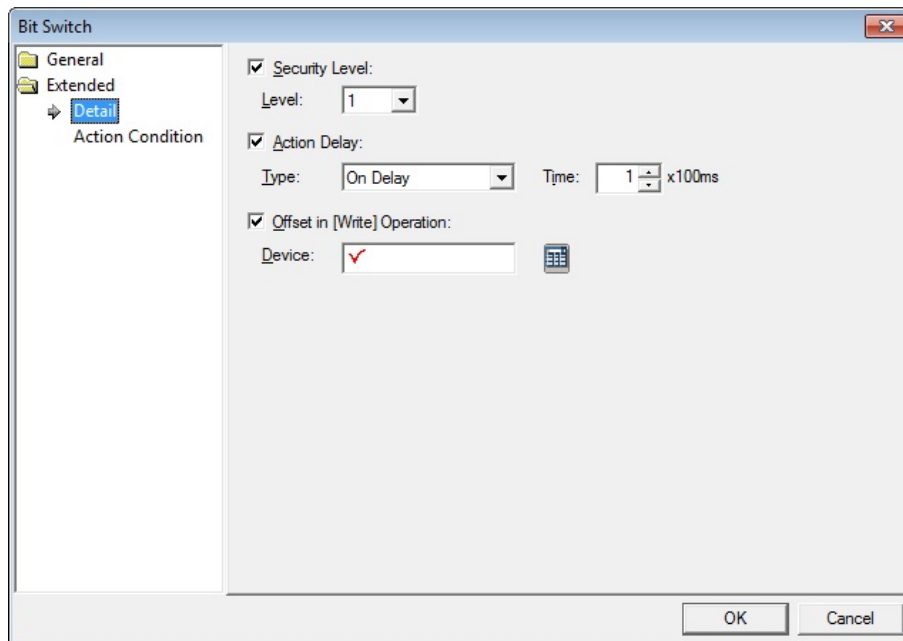 Bit Switch
General
Extended
Detail
Action Condition
Security Level:
Level: 1
Action Delay:
Type: On Delay Time: 1 x100ms
Offset in [Write] Operation:
Device:
OK Cancel